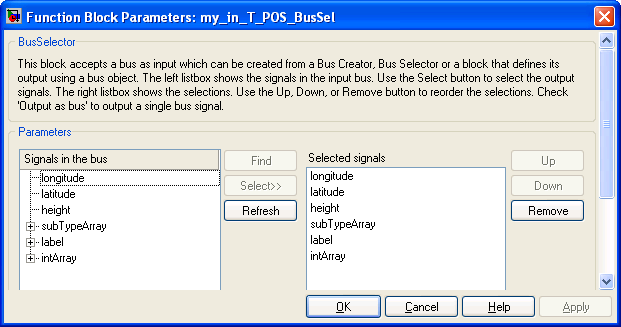 Function Block Parameters: my_in_T_POS_BusSel
BusSelector
This block accepts a bus as input which can be created from a Bus Creator, Bus Selector or a block that defines its
output using a bus object. The left listbox shows the signals in the input bus. Use the Select button to select the output
signals. The right listbox shows the selections. Use the Up, Down, or Remove button to reorder the selections. Check
'Output as bus' to output a single bus signal.
Parameters
Signals in the bus
longitude
latitude
height
subTypeArray
label
intArray
Find
Select>>
Refresh
Selected signals
longitude
latitude
height
subTypeArray
label
intArray
Up
Down
Remove
OK
Cancel
Help
Apply